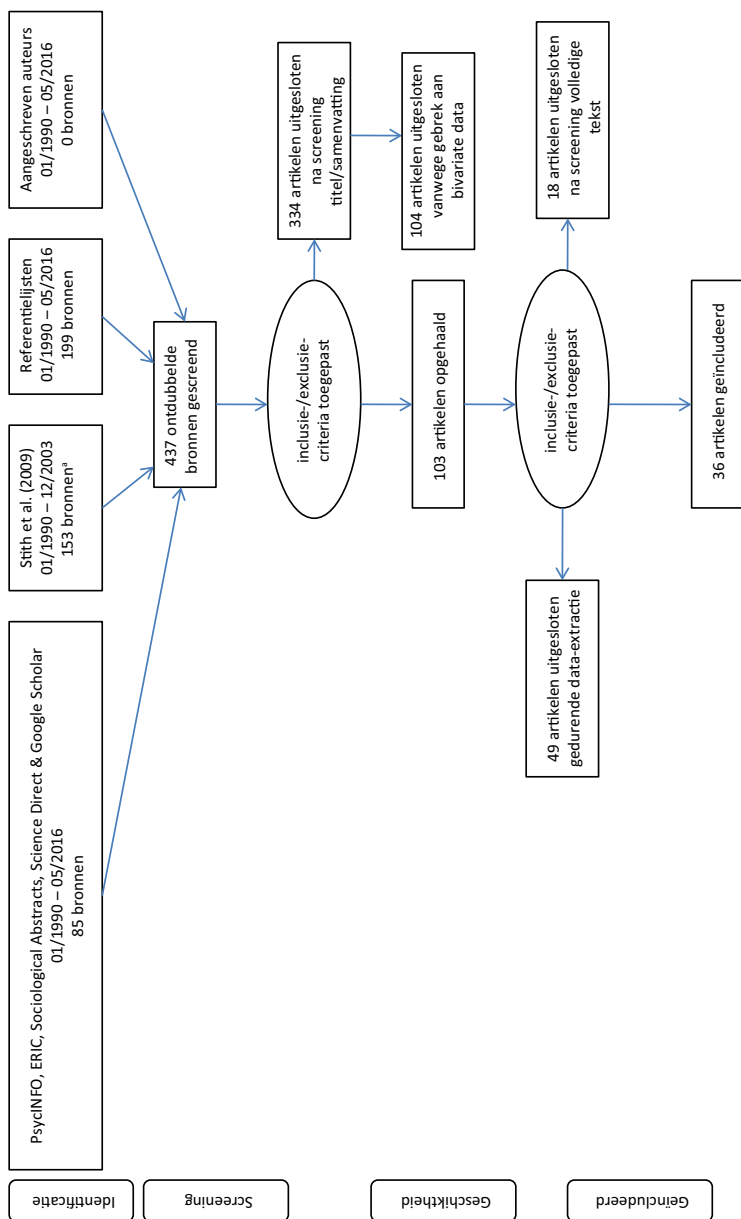 PsycINFO, ERIC, Sociological Abstracts, Science Direct & Google Scholar
01/1990 – 05/2016
85 bronnen
Stith et al. (2009)
01/1990 – 12/2003
153 bronnenᵃ
Referentielijsten
01/1990 – 05/2016
199 bronnen
Aangeschreven auteurs
01/1990 – 05/2016
0 bronnen
437 ontdubbelde
bronnen gescreend
inclusie-/exclusie-
criteria toegepast
334 artikelen uitgesloten
na screening
titel/samenvatting
104 artikelen uitgesloten
vanwege gebrek aan
bivariate data
103 artikelen opgehaald
inclusie-/exclusie-
criteria toegepast
49 artikelen uitgesloten
gedurende data-extractie
18 artikelen uitgesloten
na screening volledige
tekst
36 artikelen geïncludeerd
Identificatie
Screening
Geschiktheid
Geïncludeerd